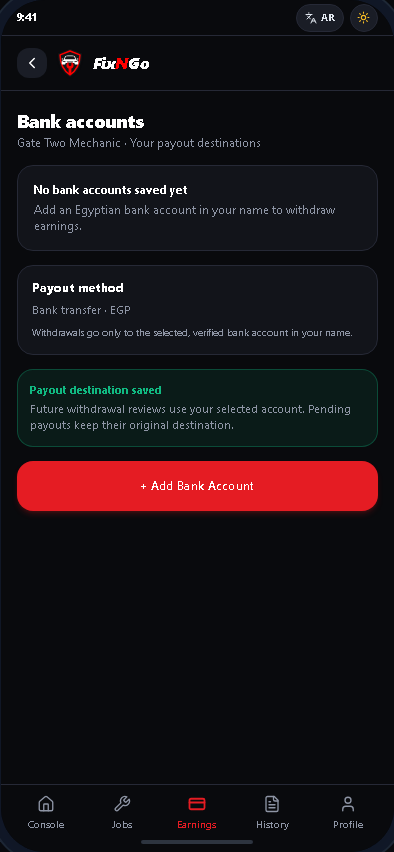 9:41
AR
FixNGo
Bank accounts
Gate Two Mechanic · Your payout destinations
No bank accounts saved yet
Add an Egyptian bank account in your name to withdraw
earnings.
Payout method
Bank transfer · EGP
Withdrawals go only to the selected, verified bank account in your name.
Payout destination saved
Future withdrawal reviews use your selected account. Pending
payouts keep their original destination.
+ Add Bank Account
Console
Jobs
Earnings
History
Profile